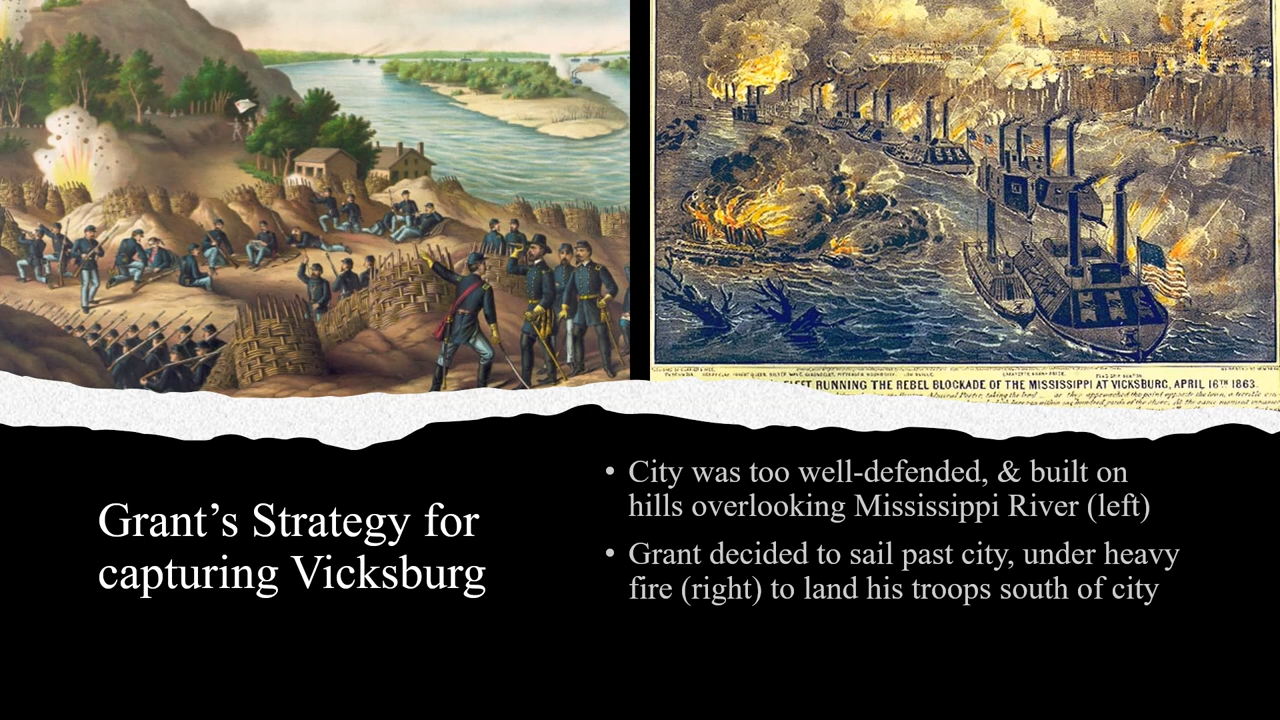 FLEET RUNNING THE REBEL BLOCKADE OF THE MISSISSIPPI AT VICKSBURG, APRIL 16TH 1863.
Grant’s Strategy for
capturing Vicksburg
• City was too well-defended, & built on
hills overlooking Mississippi River (left)
• Grant decided to sail past city, under heavy
fire (right) to land his troops south of city